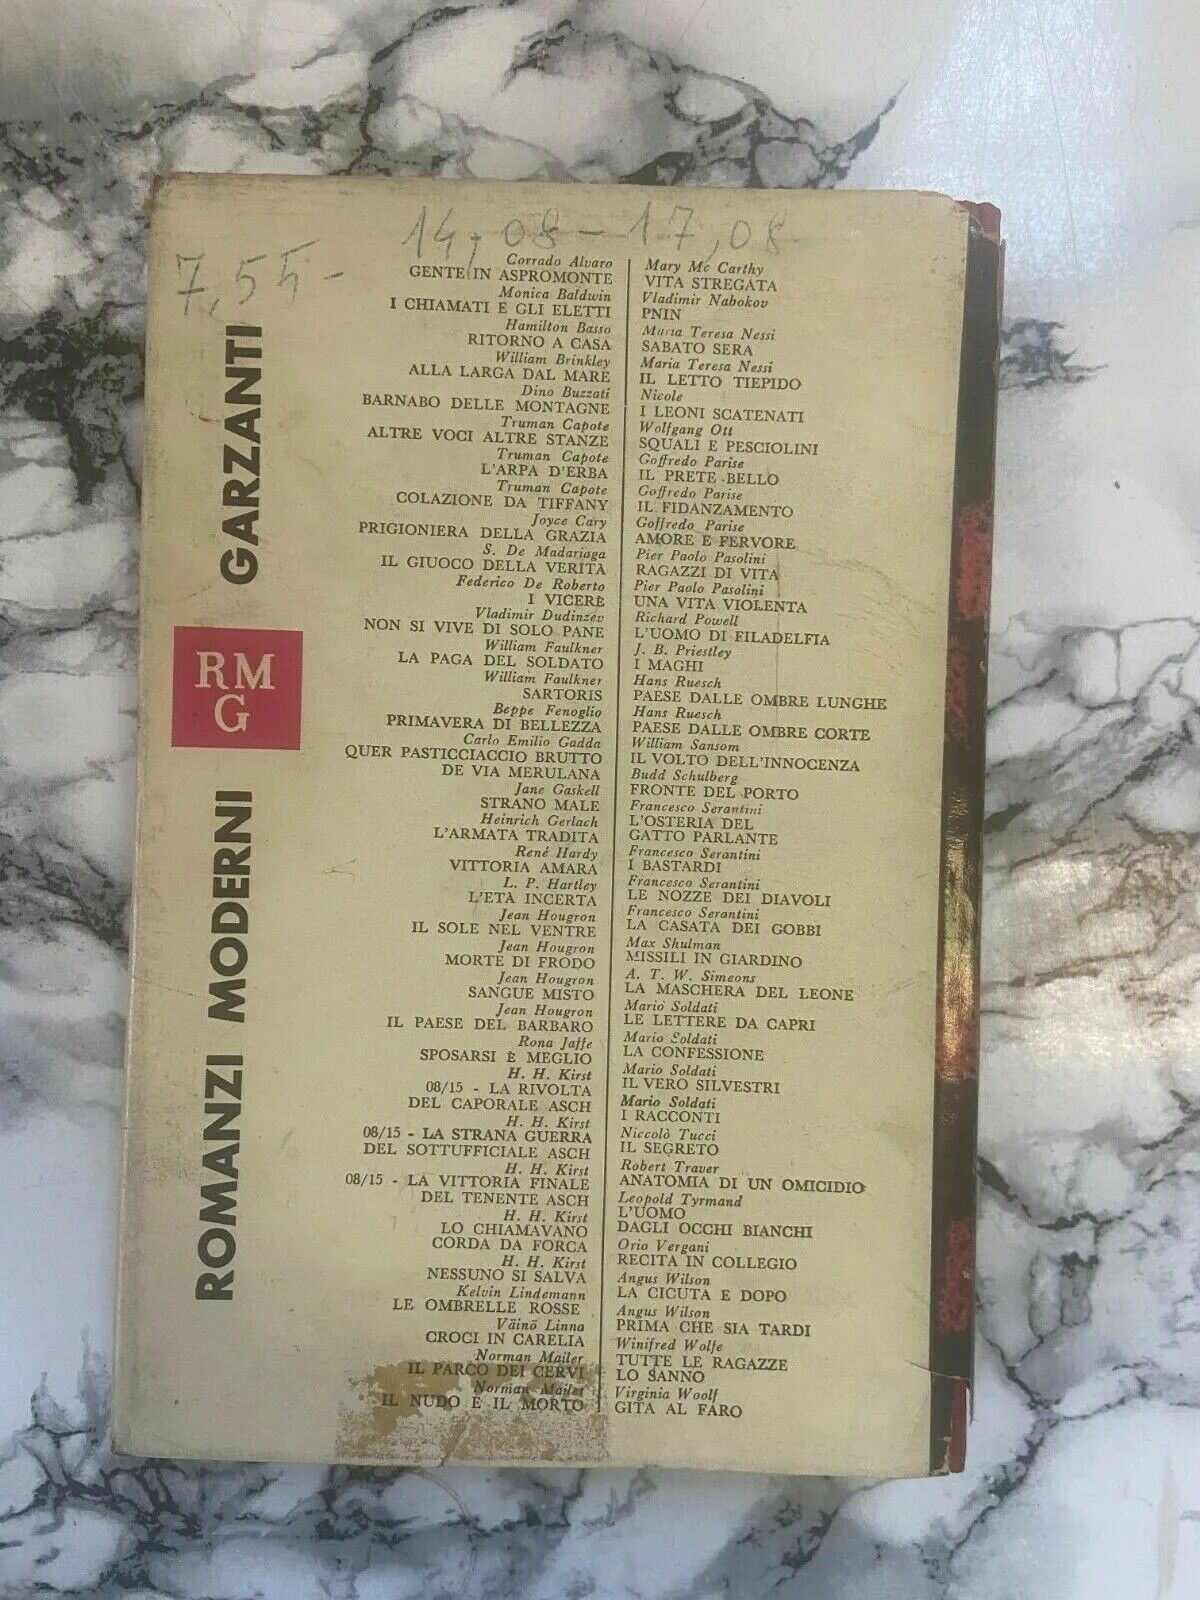 14,08-17,08
7,55-
ROMANZI MODERNI
RM
G
GARZANTI
Corrado Alvaro
GENTE IN ASPROMONTE
Monica Baldwin
I CHIAMATI E GLI ELETTI
Hamilton Basso
RITORNO A CASA
William Brinkley
ALLA LARGA DAL MARE
Dino Buzzati
BARNABO DELLE MONTAGNE
Truman Capote
ALTRE VOCI ALTRE STANZE
Truman Capote
L'ARPA D'ERBA
Truman Capote
COLAZIONE DA TIFFANY
Joyce Cary
PRIGIONIERA DELLA GRAZIA
S. De Madariaga
IL GIUOCO DELLA VERITÀ
Federico De Roberto
I VICERÈ
Vladimir Dudinzev
NON SI VIVE DI SOLO PANE
William Faulkner
LA PAGA DEL SOLDATO
William Faulkner
SARTORIS
Beppe Fenoglio
PRIMAVERA DI BELLEZZA
Carlo Emilio Gadda
QUER PASTICCIACCIO BRUTTO
DE VIA MERULANA
Jane Gaskell
STRANO MALE
Heinrich Gerlach
L'ARMATA TRADITA
René Hardy
VITTORIA AMARA
L. P. Hartley
L'ETÀ INCERTA
Jean Hougron
IL SOLE NEL VENTRE
Jean Hougron
MORTE DI FRODO
Jean Hougron
SANGUE MISTO
Jean Hougron
IL PAESE DEL BARBARO
Rona Jaffe
SPOSARSI È MEGLIO
H. H. Kirst
08/15 - LA RIVOLTA
DEL CAPORALE ASCH
H. H. Kirst
08/15 - LA STRANA GUERRA
DEL SOTTUFFICIALE ASCH
H. H. Kirst
08/15 - LA VITTORIA FINALE
DEL TENENTE ASCH
H. H. Kirst
LO CHIAMAVANO
CORDA DA FORCA
H. H. Kirst
NESSUNO SI SALVA
Kelvin Lindemann
LE OMBRELLE ROSSE
Väinö Linna
CROCI IN CARELIA
Norman Mailer
IL PARCO DEI CERVI
Norman Mailer
IL NUDO E IL MORTO
Mary Mc Carthy
VITA STREGATA
Vladimir Nabokov
PNIN
Maria Teresa Nessi
SABATO SERA
Maria Teresa Nessi
IL LETTO TIEPIDO
Nicole
I LEONI SCATENATI
Wolfgang Ott
SQUALI E PESCIOLINI
Goffredo Parise
IL PRETE BELLO
Goffredo Parise
IL FIDANZAMENTO
Goffredo Parise
AMORE E FERVORE
Pier Paolo Pasolini
RAGAZZI DI VITA
Pier Paolo Pasolini
UNA VITA VIOLENTA
Richard Powell
L'UOMO DI FILADELFIA
J. B. Priestley
I MAGHI
Hans Ruesch
PAESE DALLE OMBRE LUNGHE
Hans Ruesch
PAESE DALLE OMBRE CORTE
William Sansom
IL VOLTO DELL'INNOCENZA
Budd Schulberg
FRONTE DEL PORTO
Francesco Serantini
L'OSTERIA DEL
GATTO PARLANTE
Francesco Serantini
I BASTARDI
Francesco Serantini
LE NOZZE DEI DIAVOLI
Francesco Serantini
LA CASATA DEI GOBBI
Max Shulman
MISSILI IN GIARDINO
A. T. W. Simeons
LA MASCHERA DEL LEONE
Mario Soldati
LE LETTERE DA CAPRI
Mario Soldati
LA CONFESSIONE
Mario Soldati
IL VERO SILVESTRI
Mario Soldati
I RACCONTI
Niccolò Tucci
IL SEGRETO
Robert Traver
ANATOMIA DI UN OMICIDIO
Leopold Tyrmand
L'UOMO
DAGLI OCCHI BIANCHI
Orio Vergani
RECITA IN COLLEGIO
Angus Wilson
LA CICUTA E DOPO
Angus Wilson
PRIMA CHE SIA TARDI
Winifred Wolfe
TUTTE LE RAGAZZE
LO SANNO
Virginia Woolf
GITA AL FARO